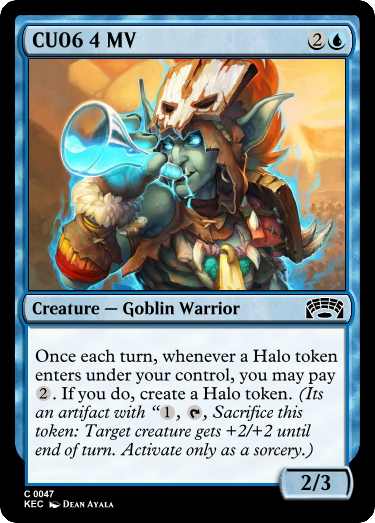 CU06 4 MV 2
Creature — Goblin Warrior
Once each turn, whenever a Halo token
enters under your control, you may pay
2. If you do, create a Halo token. (Its
an artifact with “1, , Sacrifice this
token: Target creature gets +2/+2 until
end of turn. Activate only as a sorcery.)
2/3
C 0047
KEC Dean Ayala